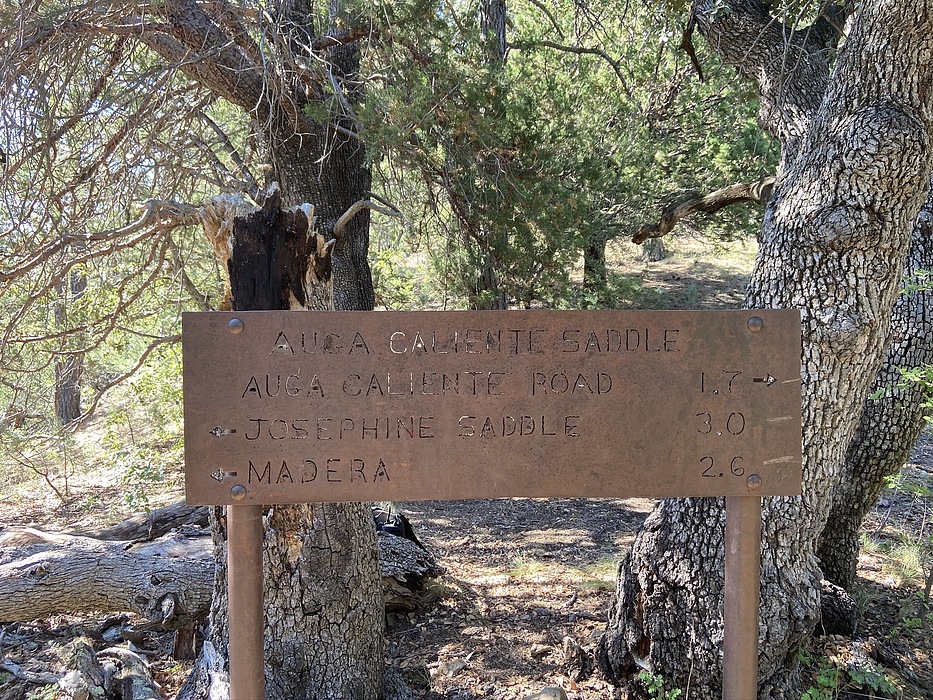 AUGA CALIENTE SADDLE
AUGA CALIENTE ROAD 1.7 →
← JOSEPHINE SADDLE 3.0
← MADERA 2.6